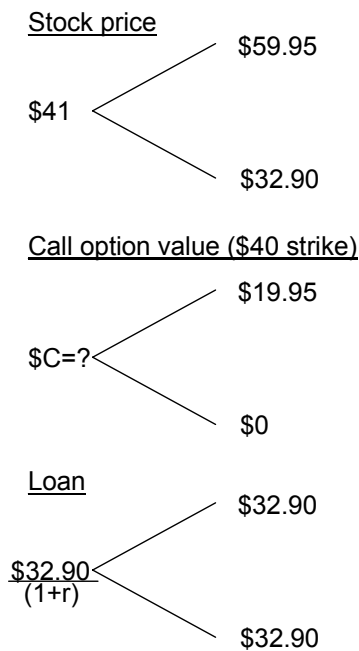 Stock price
$59.95
$41
$32.90
Call option value ($40 strike)
$19.95
$C=?
$0
Loan
$32.90
$32.90
(1+r)
$32.90